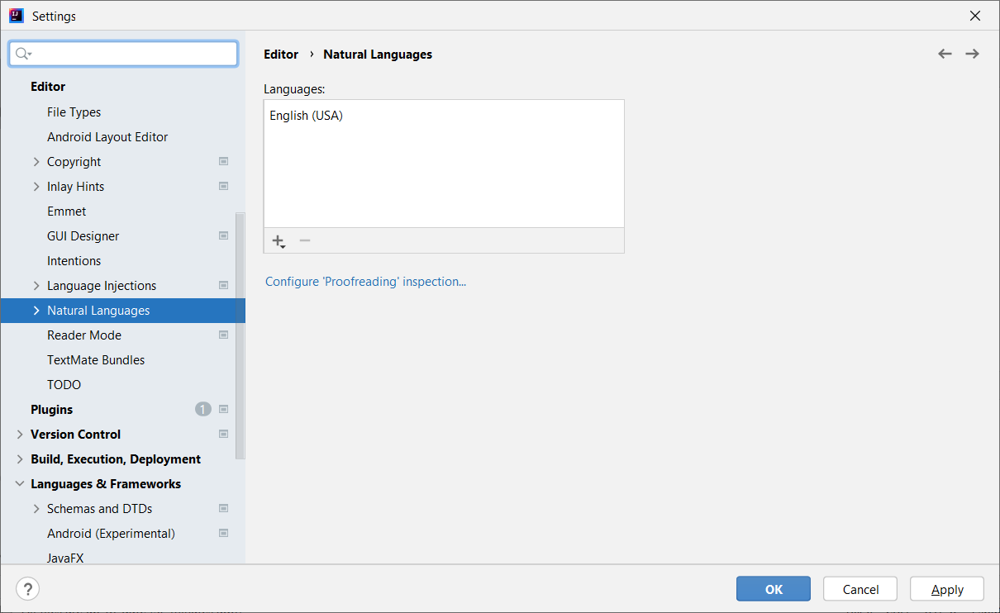 Settings
Editor
File Types
Android Layout Editor
Copyright
Inlay Hints
Emmet
GUI Designer
Intentions
Language Injections
Natural Languages
Reader Mode
TextMate Bundles
TODO
Plugins 1
Version Control
Build, Execution, Deployment
Languages & Frameworks
Schemas and DTDs
Android (Experimental)
JavaFX
Editor › Natural Languages
Languages:
English (USA)
Configure 'Proofreading' inspection...
?
OK
Cancel
Apply